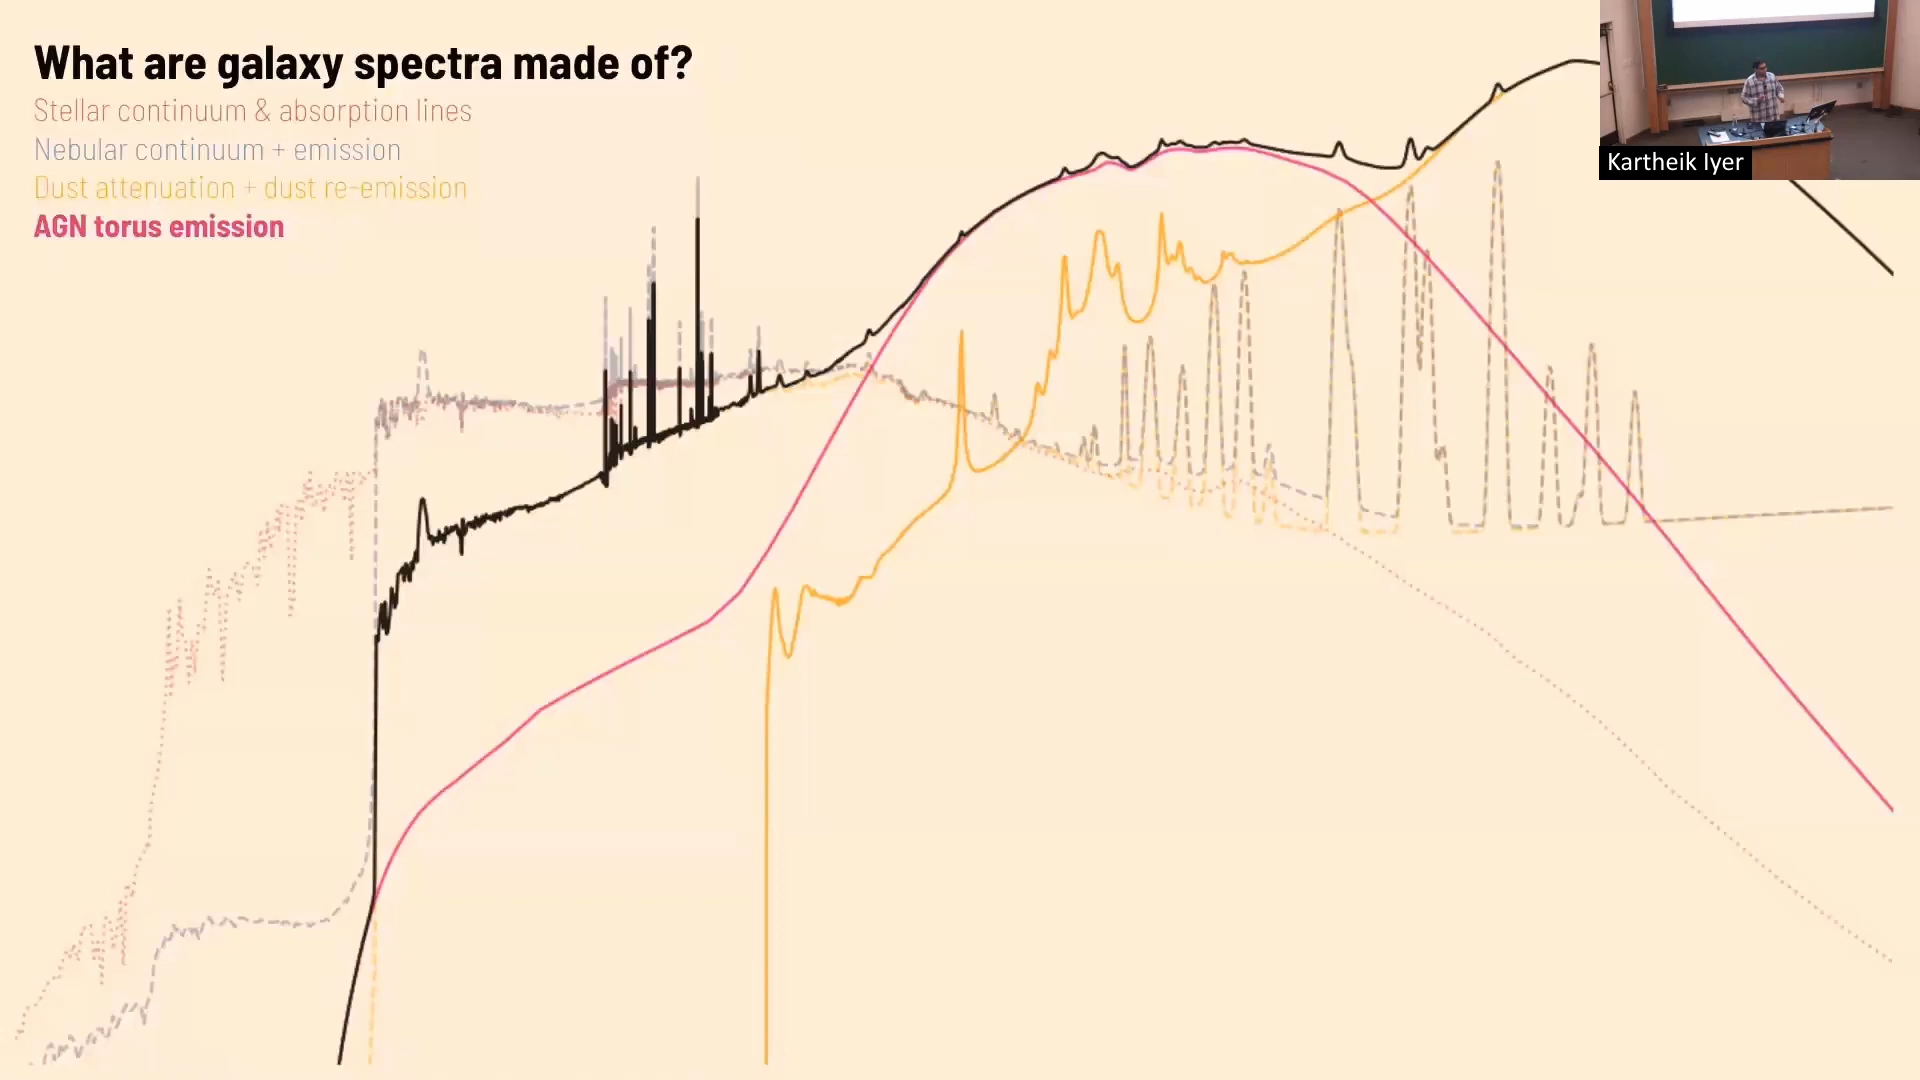 What are galaxy spectra made of?
Stellar continuum & absorption lines
Nebular continuum + emission
Dust attenuation + dust re-emission
AGN torus emission
Kartheik Iyer